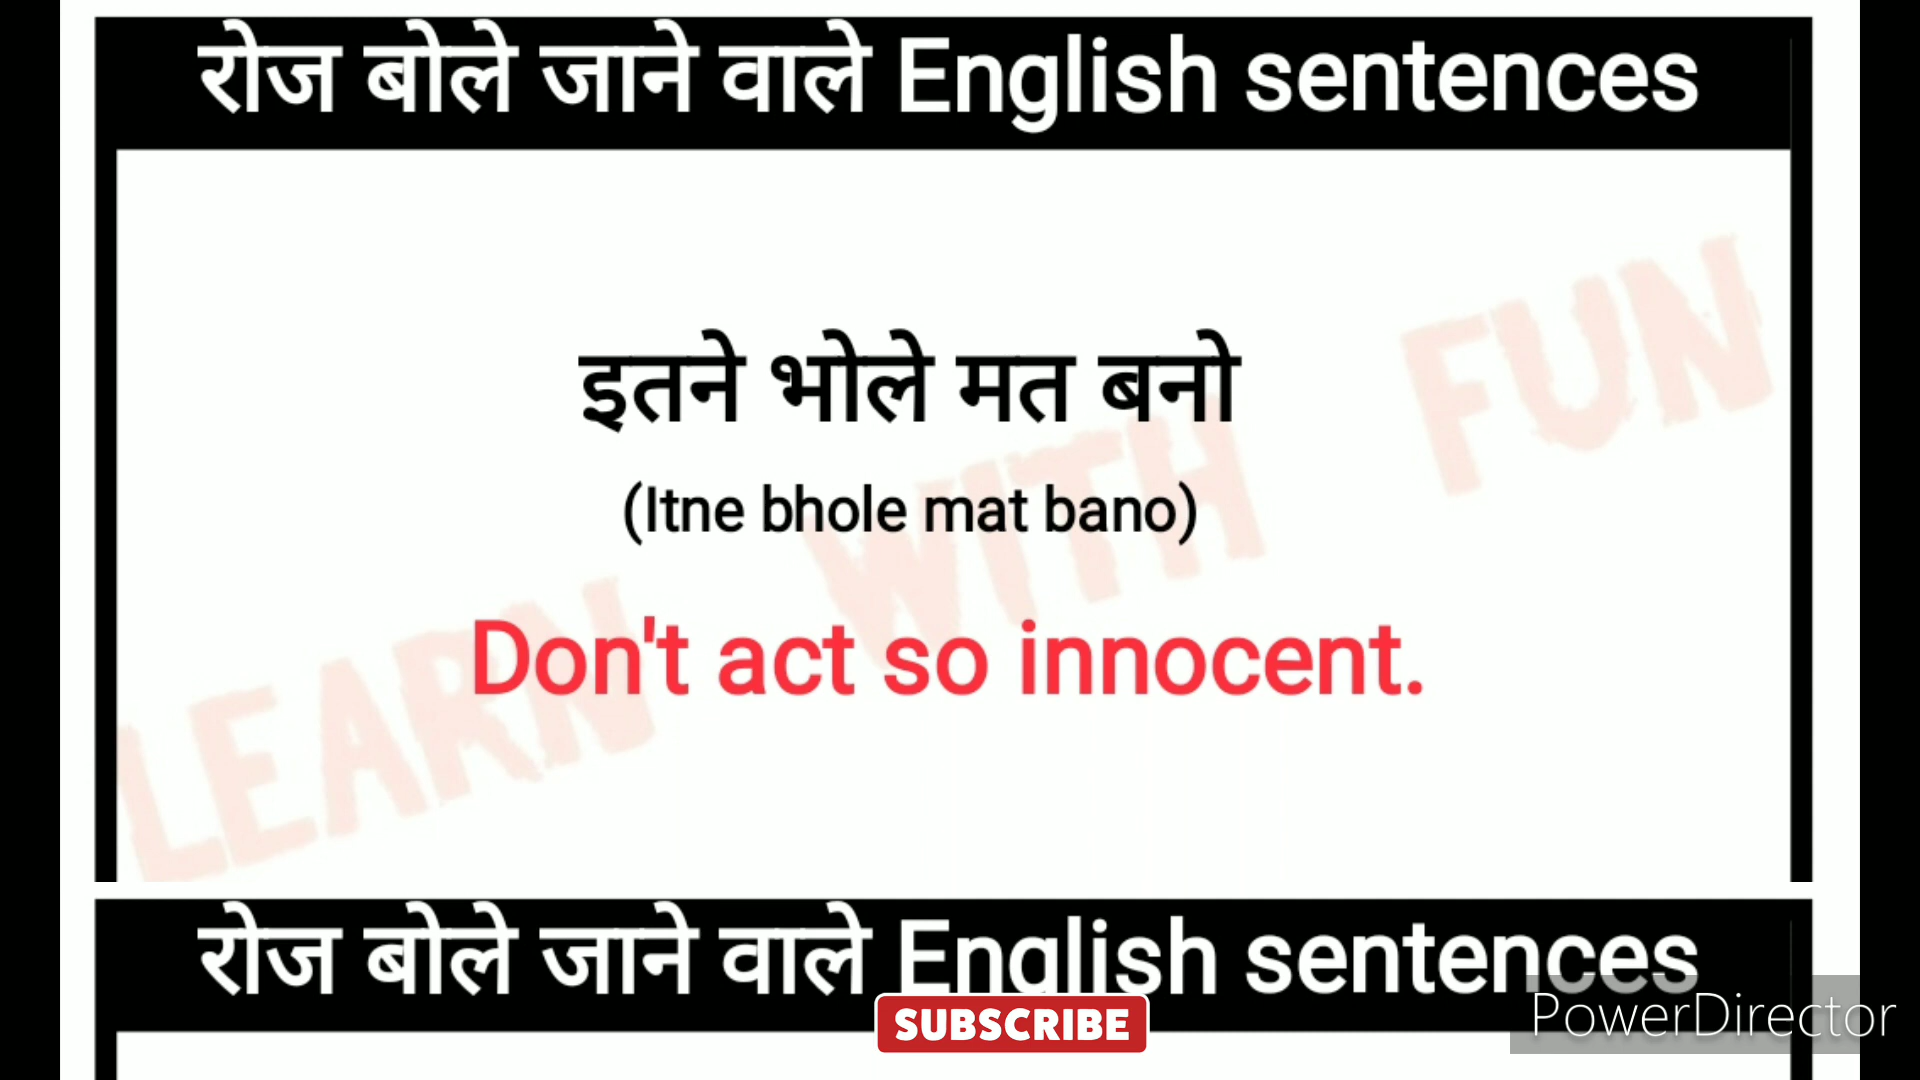 रोज बोले जाने वाले English sentences
इतने भोले मत बनो
(Itne bhole mat bano)
Don't act so innocent.
LEARN WITH FUN
रोज बोले जाने वाले English sentences
SUBSCRIBE
PowerDirector